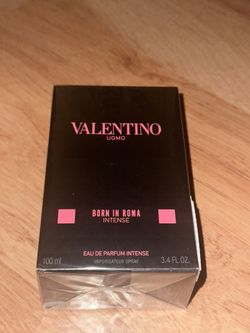 VALENTINO
UOMO
BORN IN ROMA
INTENSE
EAU DE PARFUM INTENSE
VAPORISATEUR SPRAY
100 ml
3.4 FL.OZ.